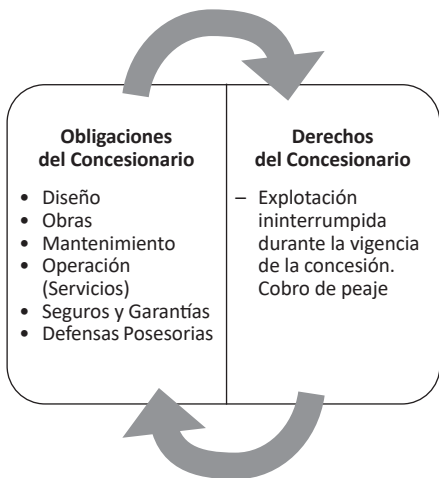 Obligaciones
del Concesionario
• Diseño
• Obras
• Mantenimiento
• Operación
(Servicios)
• Seguros y Garantías
• Defensas Posesorias
Derechos
del Concesionario
– Explotación
ininterrumpida
durante la vigencia
de la concesión.
Cobro de peaje